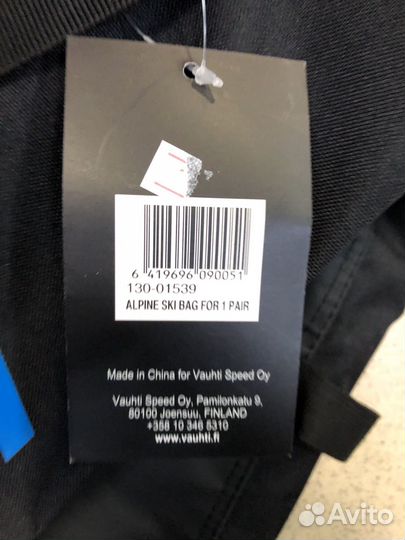 6 419696 090051
130-01539
ALPINE SKI BAG FOR 1 PAIR
Made in China for Vauhti Speed Oy
Vauhti Speed Oy, Pamilonkatu 9,
80100 Joensuu, FINLAND
+358 10 346 5310
www.vauhti.fi
Avito